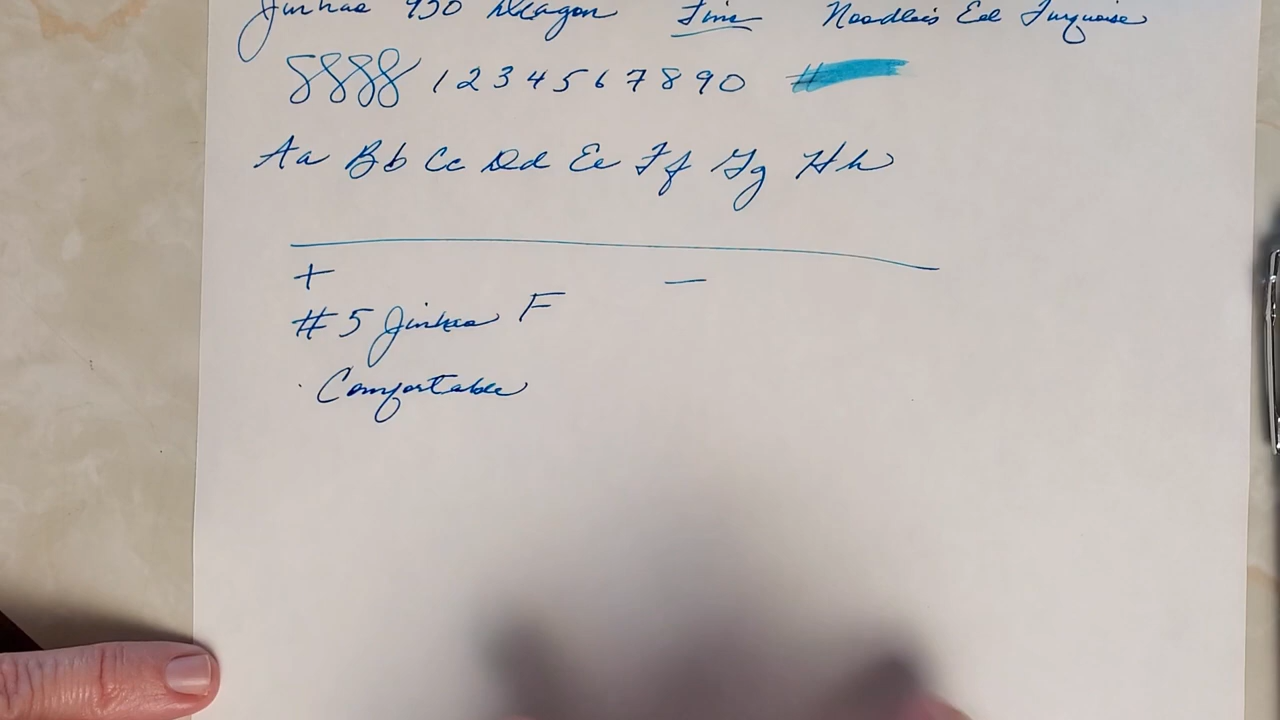 Jinhao 950 Dragon Fine Noodler's Eel Turquoise
8888 1234567890 #
Aa Bb Cc Dd Ee Ff Gg Hh
+ —
#5 Jinhao F
Comfortable